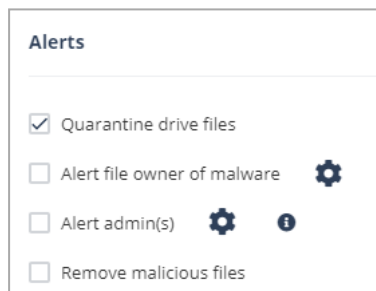 Alerts
Quarantine drive files
Alert file owner of malware
Alert admin(s)
Remove malicious files